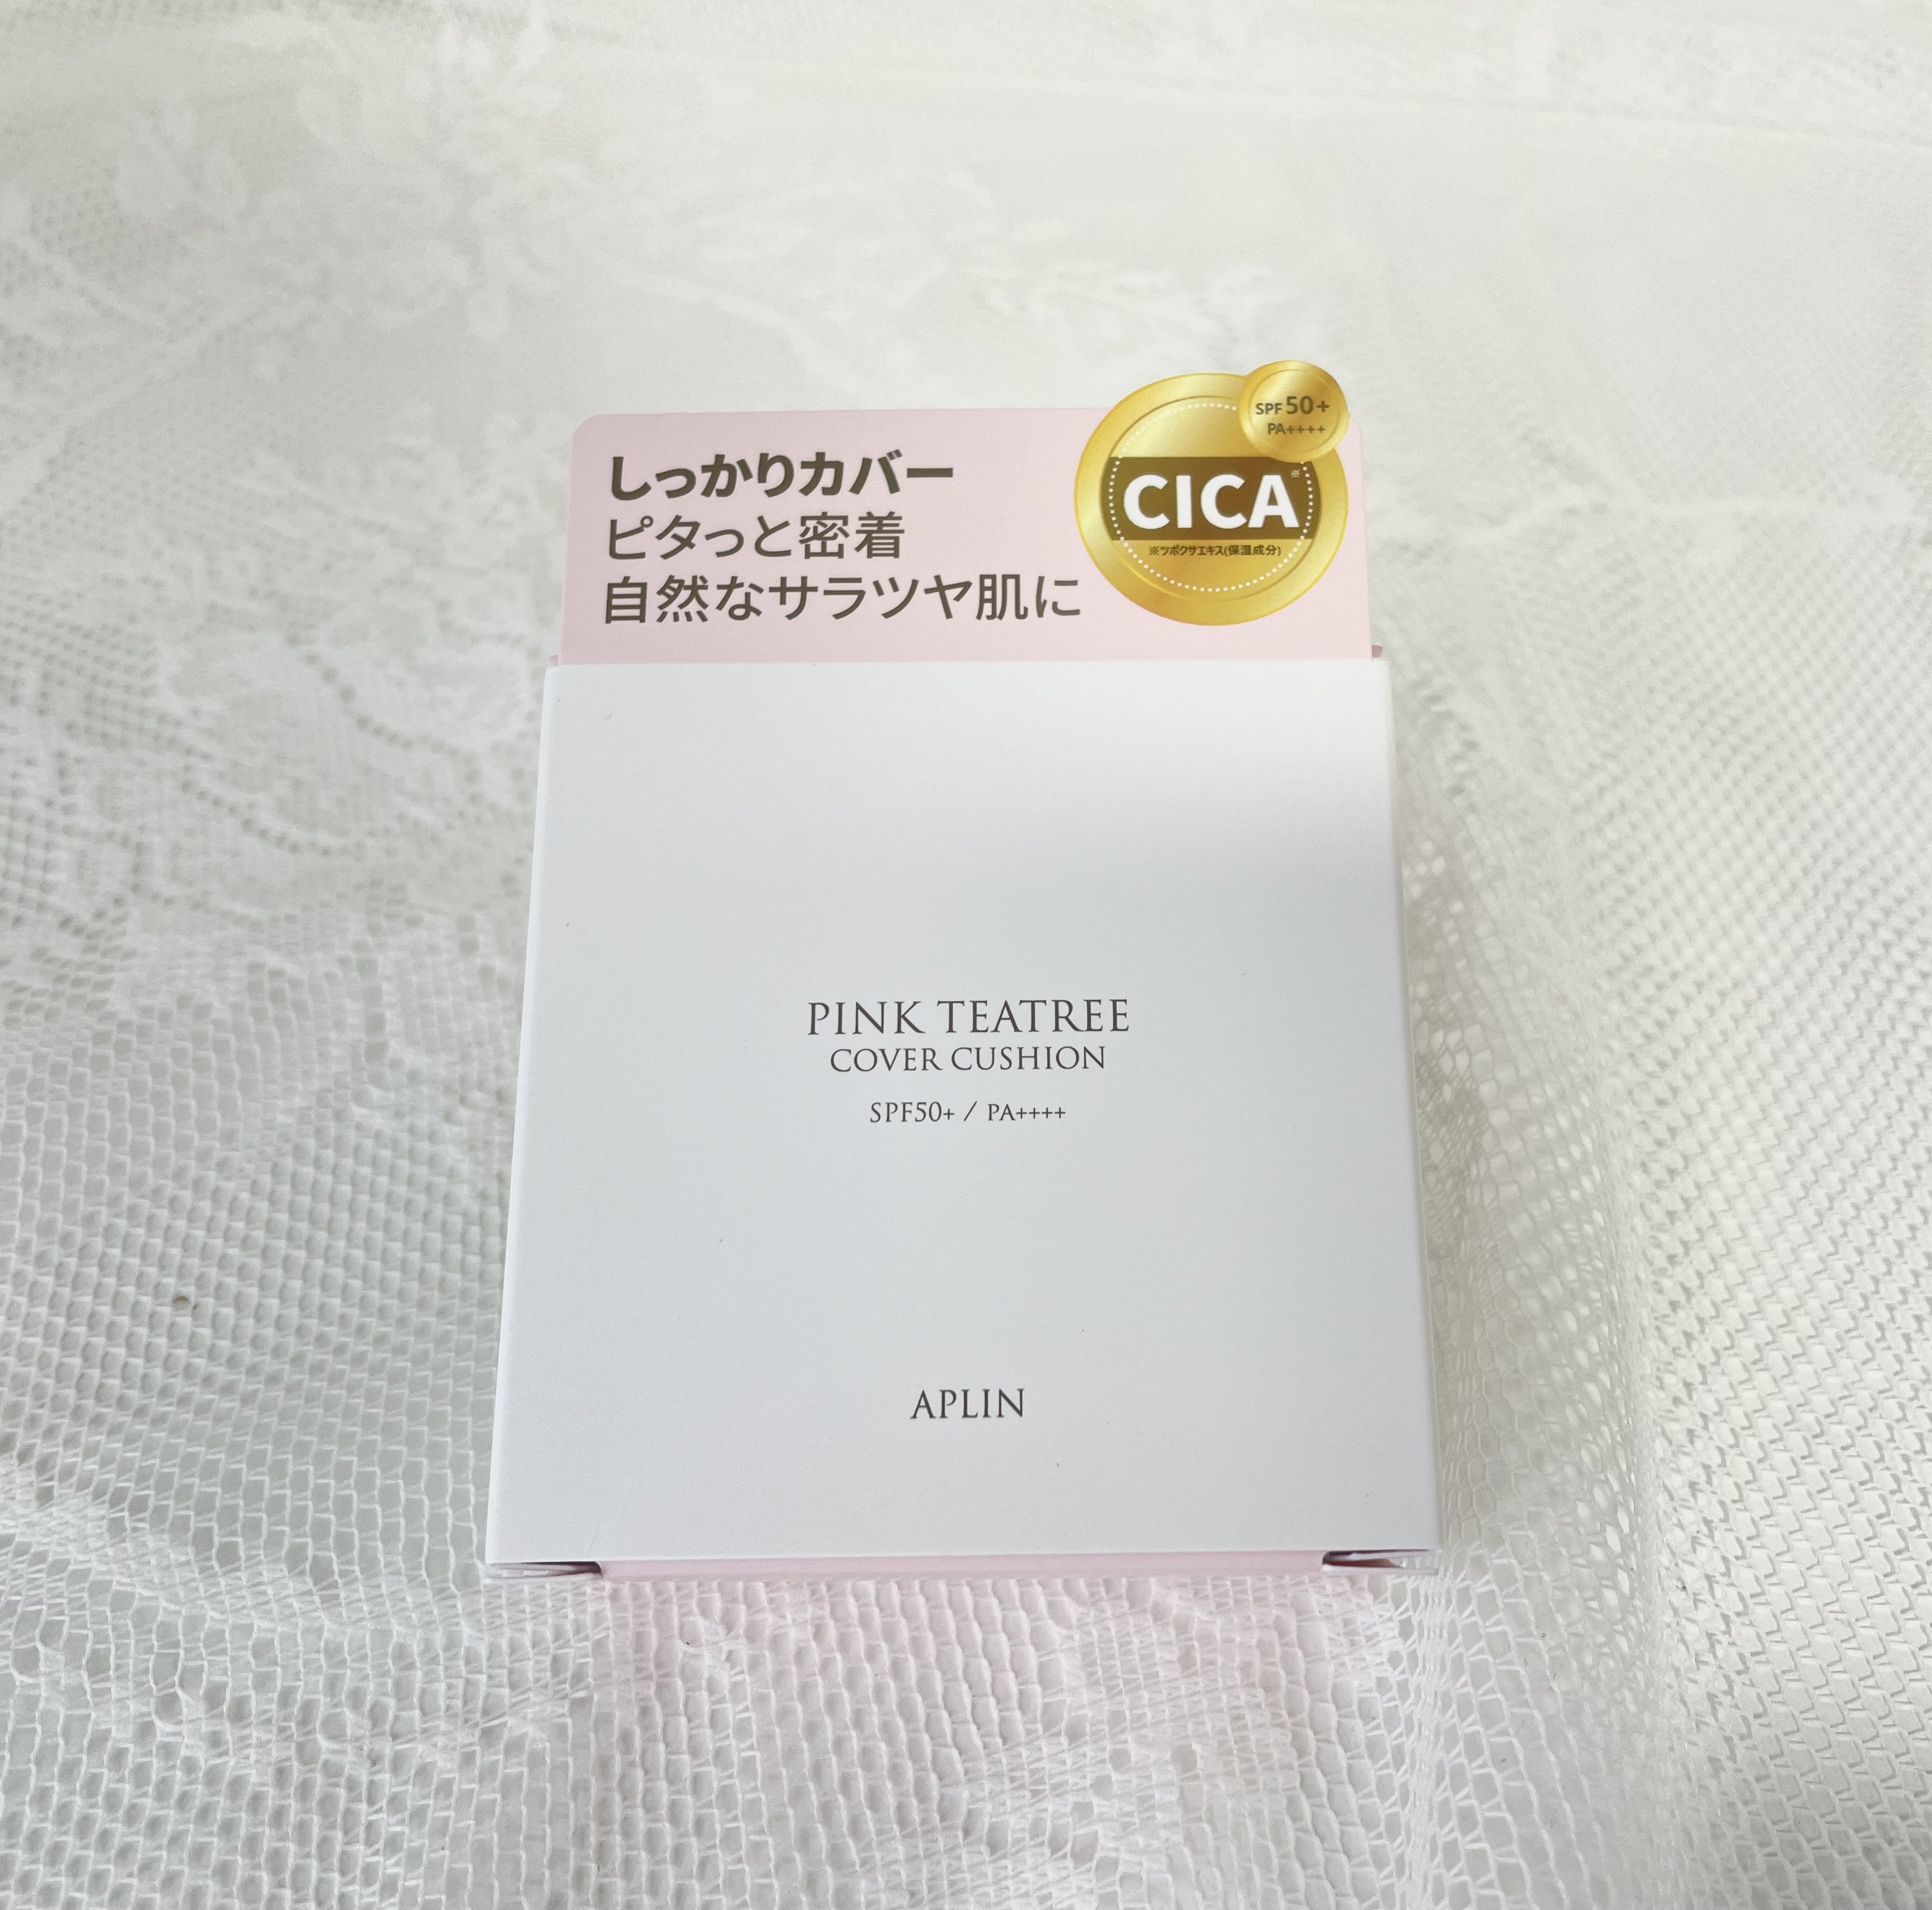 しっかりカバー
ピタっと密着
自然なサラツヤ肌に
SPF 50+
PA++++
CICA※
※ツボクサエキス(保湿成分)
PINK TEATREE
COVER CUSHION
SPF50+ / PA++++
APLIN